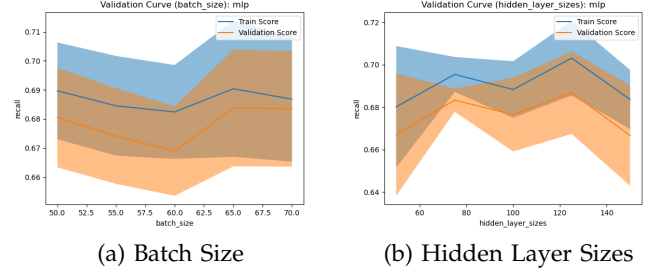 Validation Curve (batch_size): mlp
Train Score
Validation Score
0.71
0.70
0.69
0.68
0.67
0.66
recall
50.0 52.5 55.0 57.5 60.0 62.5 65.0 67.5 70.0
batch_size
(a) Batch Size
Validation Curve (hidden_layer_sizes): mlp
Train Score
Validation Score
0.72
0.70
0.68
0.66
0.64
recall
60 80 100 120 140
hidden_layer_sizes
(b) Hidden Layer Sizes